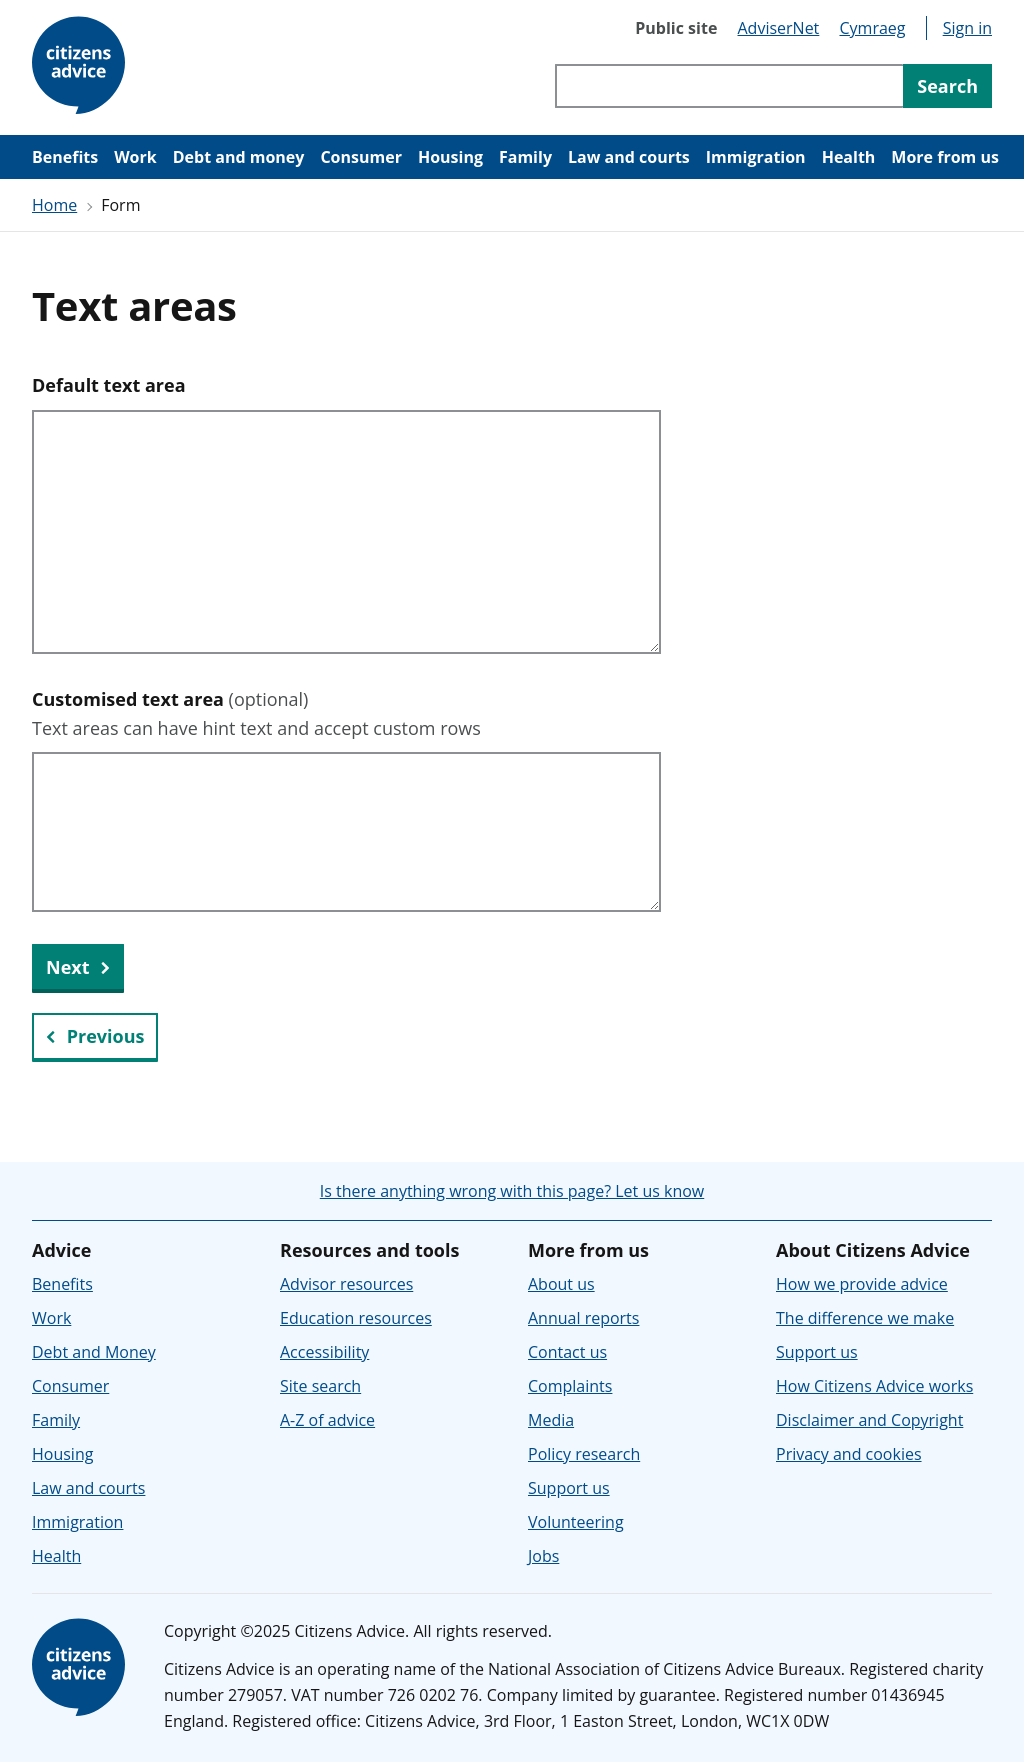 citizens
advice
Public site AdviserNet Cymraeg Sign in
Search
Benefits Work Debt and money Consumer Housing Family Law and courts Immigration Health More from us
Home Form
Text areas
Default text area
Customised text area (optional)
Text areas can have hint text and accept custom rows
Next
Previous
Is there anything wrong with this page? Let us know
Advice
Benefits
Work
Debt and Money
Consumer
Family
Housing
Law and courts
Immigration
Health
Resources and tools
Advisor resources
Education resources
Accessibility
Site search
A-Z of advice
More from us
About us
Annual reports
Contact us
Complaints
Media
Policy research
Support us
Volunteering
Jobs
About Citizens Advice
How we provide advice
The difference we make
Support us
How Citizens Advice works
Disclaimer and Copyright
Privacy and cookies
citizens
advice
Copyright ©2025 Citizens Advice. All rights reserved.
Citizens Advice is an operating name of the National Association of Citizens Advice Bureaux. Registered charity
number 279057. VAT number 726 0202 76. Company limited by guarantee. Registered number 01436945
England. Registered office: Citizens Advice, 3rd Floor, 1 Easton Street, London, WC1X 0DW